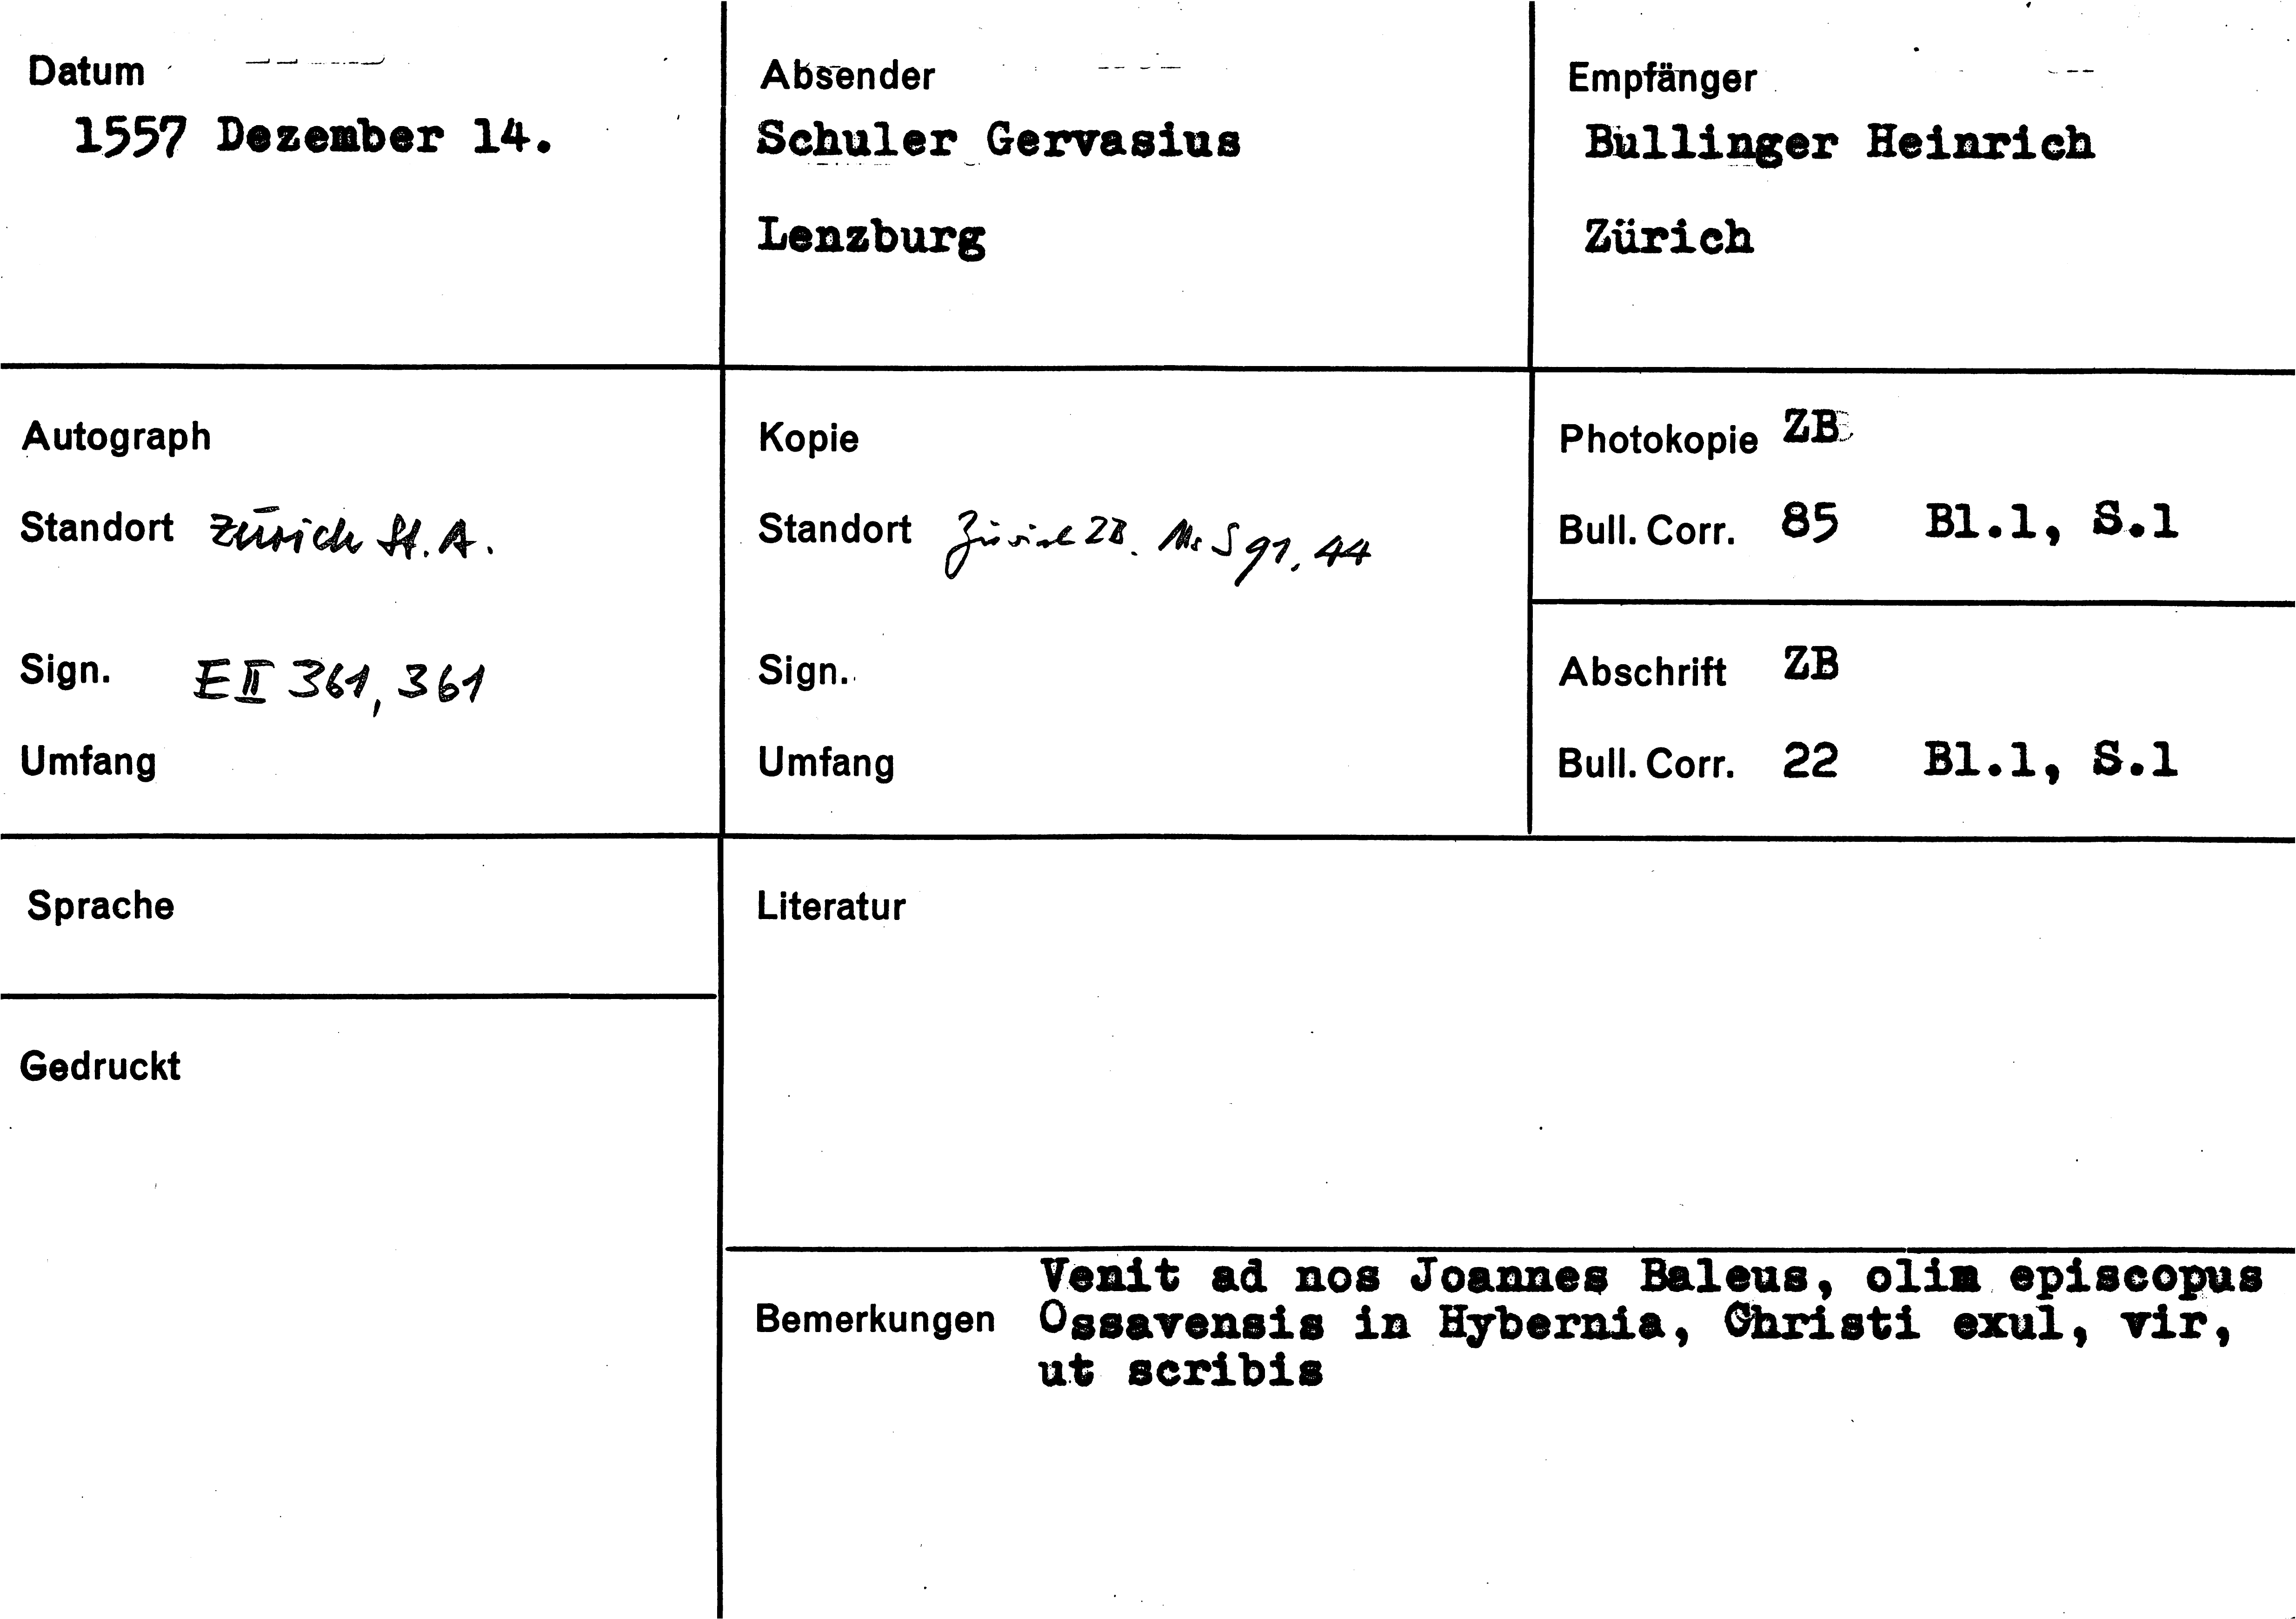 Datum
1557 Dezember 14.
Absender
Schuler Gervasius
Lenzburg
Empfänger
Bullinger Heinrich
Zürich
Autograph
Standort Zürich St. A.
Sign. E II 361, 361
Umfang
Kopie
Standort Zürich ZB. Ms S 91, 44
Sign.
Umfang
Photokopie ZB
Bull. Corr. 85 Bl.1, S.1
Abschrift ZB
Bull. Corr. 22 Bl.1, S.1
Sprache
Gedruckt
Literatur
Bemerkungen
Venit ad nos Joannes Baleus, olim episcopus
Ossavensis in Hybernia, Christi exul, vir,
ut scribis